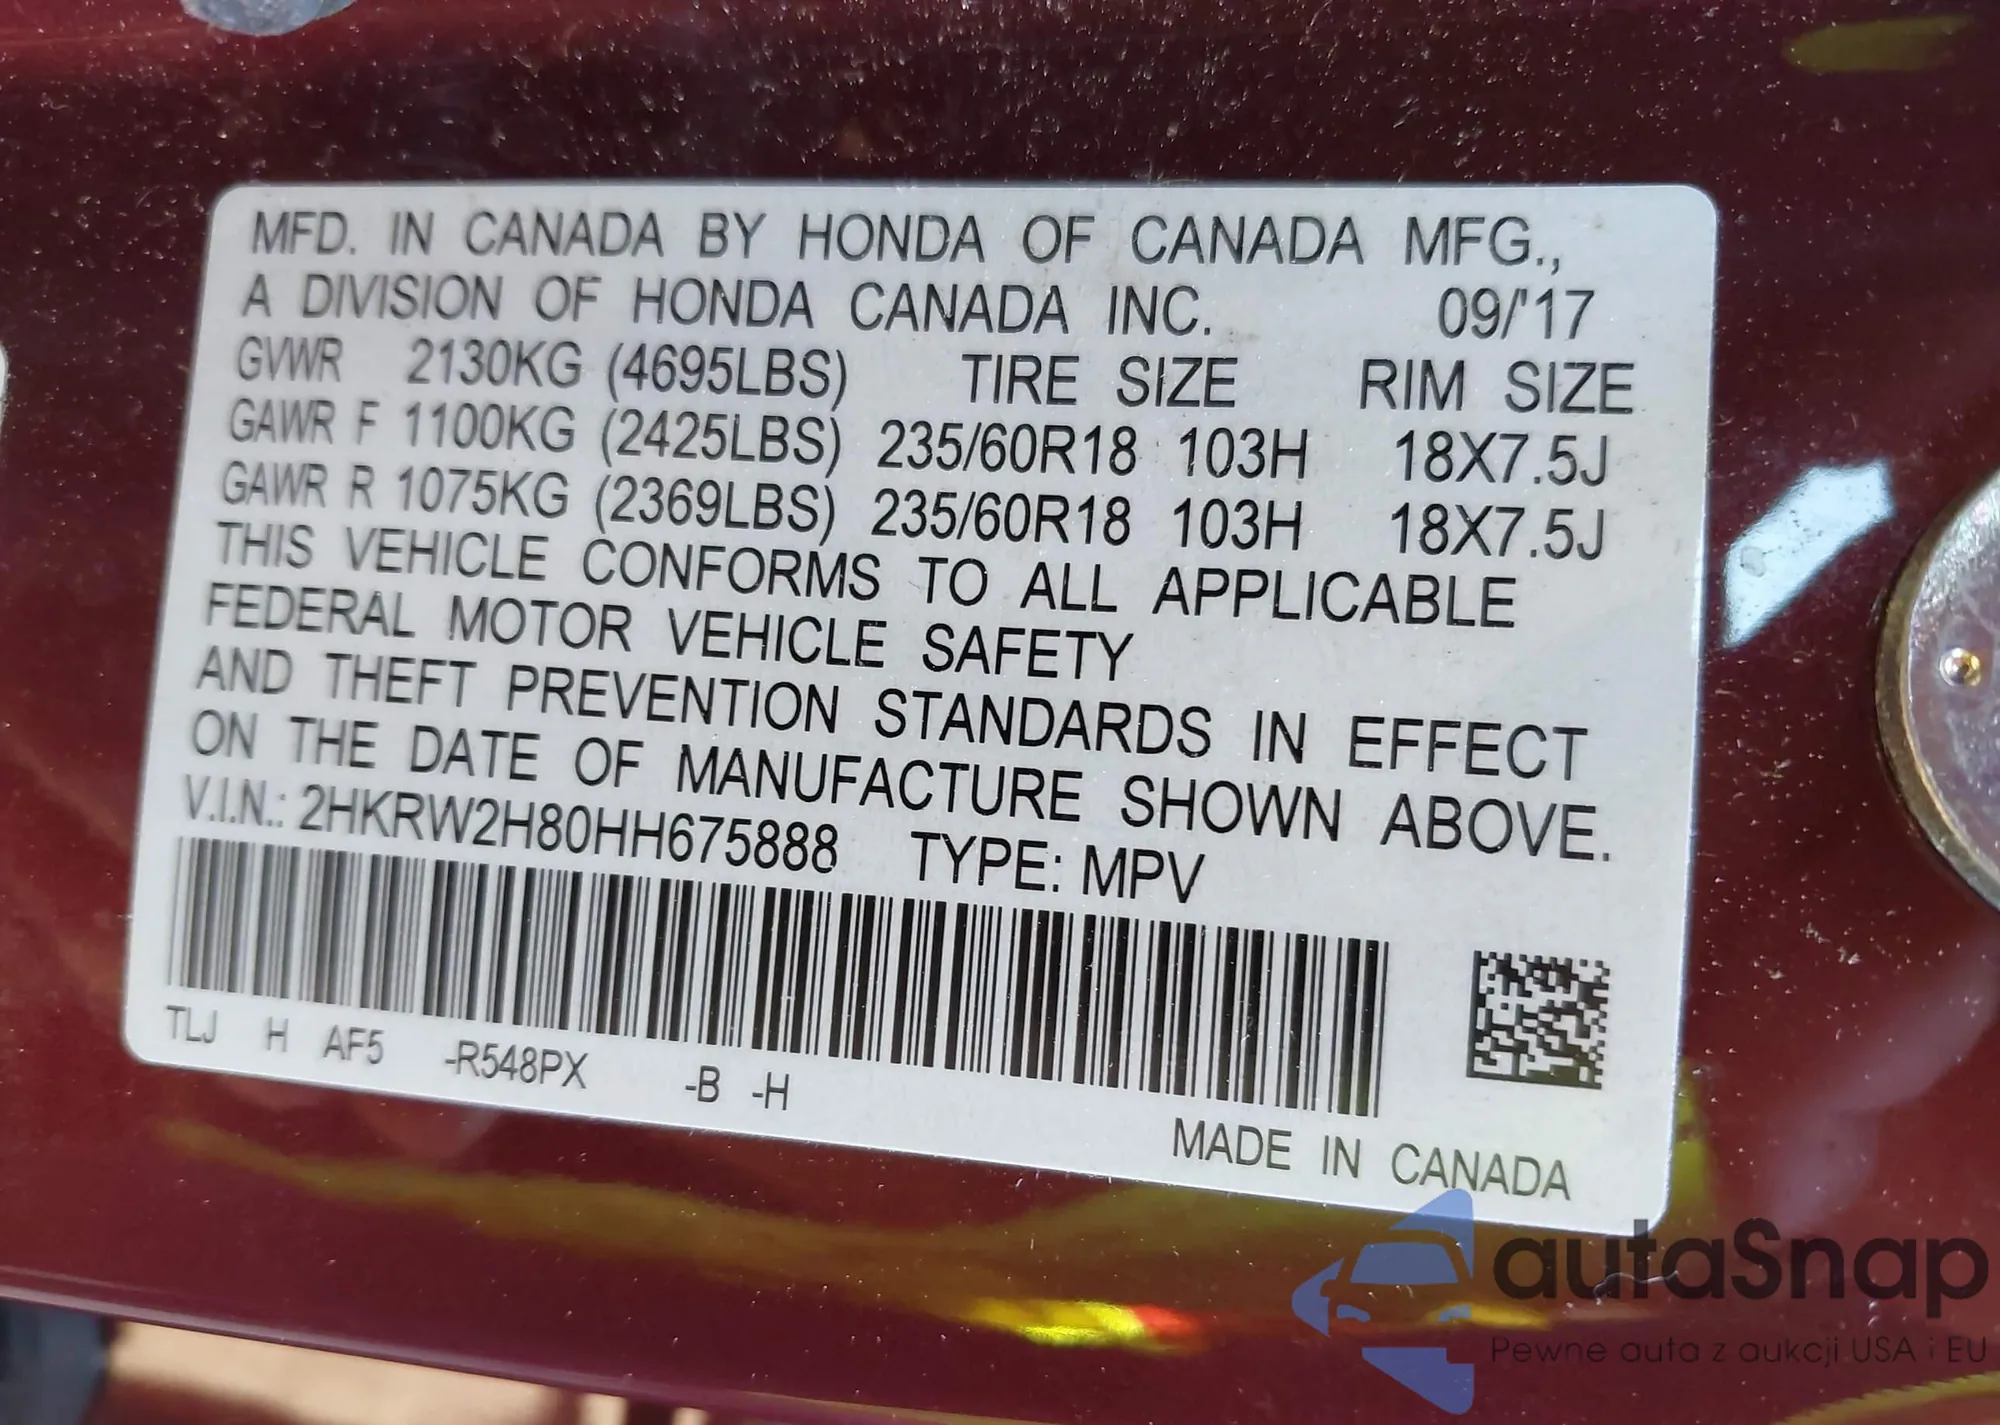 MFD. IN CANADA BY HONDA OF CANADA MFG.,
A DIVISION OF HONDA CANADA INC. 09/'17
GVWR 2130KG (4695LBS) TIRE SIZE RIM SIZE
GAWR F 1100KG (2425LBS) 235/60R18 103H 18X7.5J
GAWR R 1075KG (2369LBS) 235/60R18 103H 18X7.5J
THIS VEHICLE CONFORMS TO ALL APPLICABLE
FEDERAL MOTOR VEHICLE SAFETY
AND THEFT PREVENTION STANDARDS IN EFFECT
ON THE DATE OF MANUFACTURE SHOWN ABOVE.
V.I.N.: 2HKRW2H80HH675888 TYPE: MPV
TLJ H AF5 -R548PX -B -H
MADE IN CANADA
autaSnap
Pewne auta z aukcji USA i EU